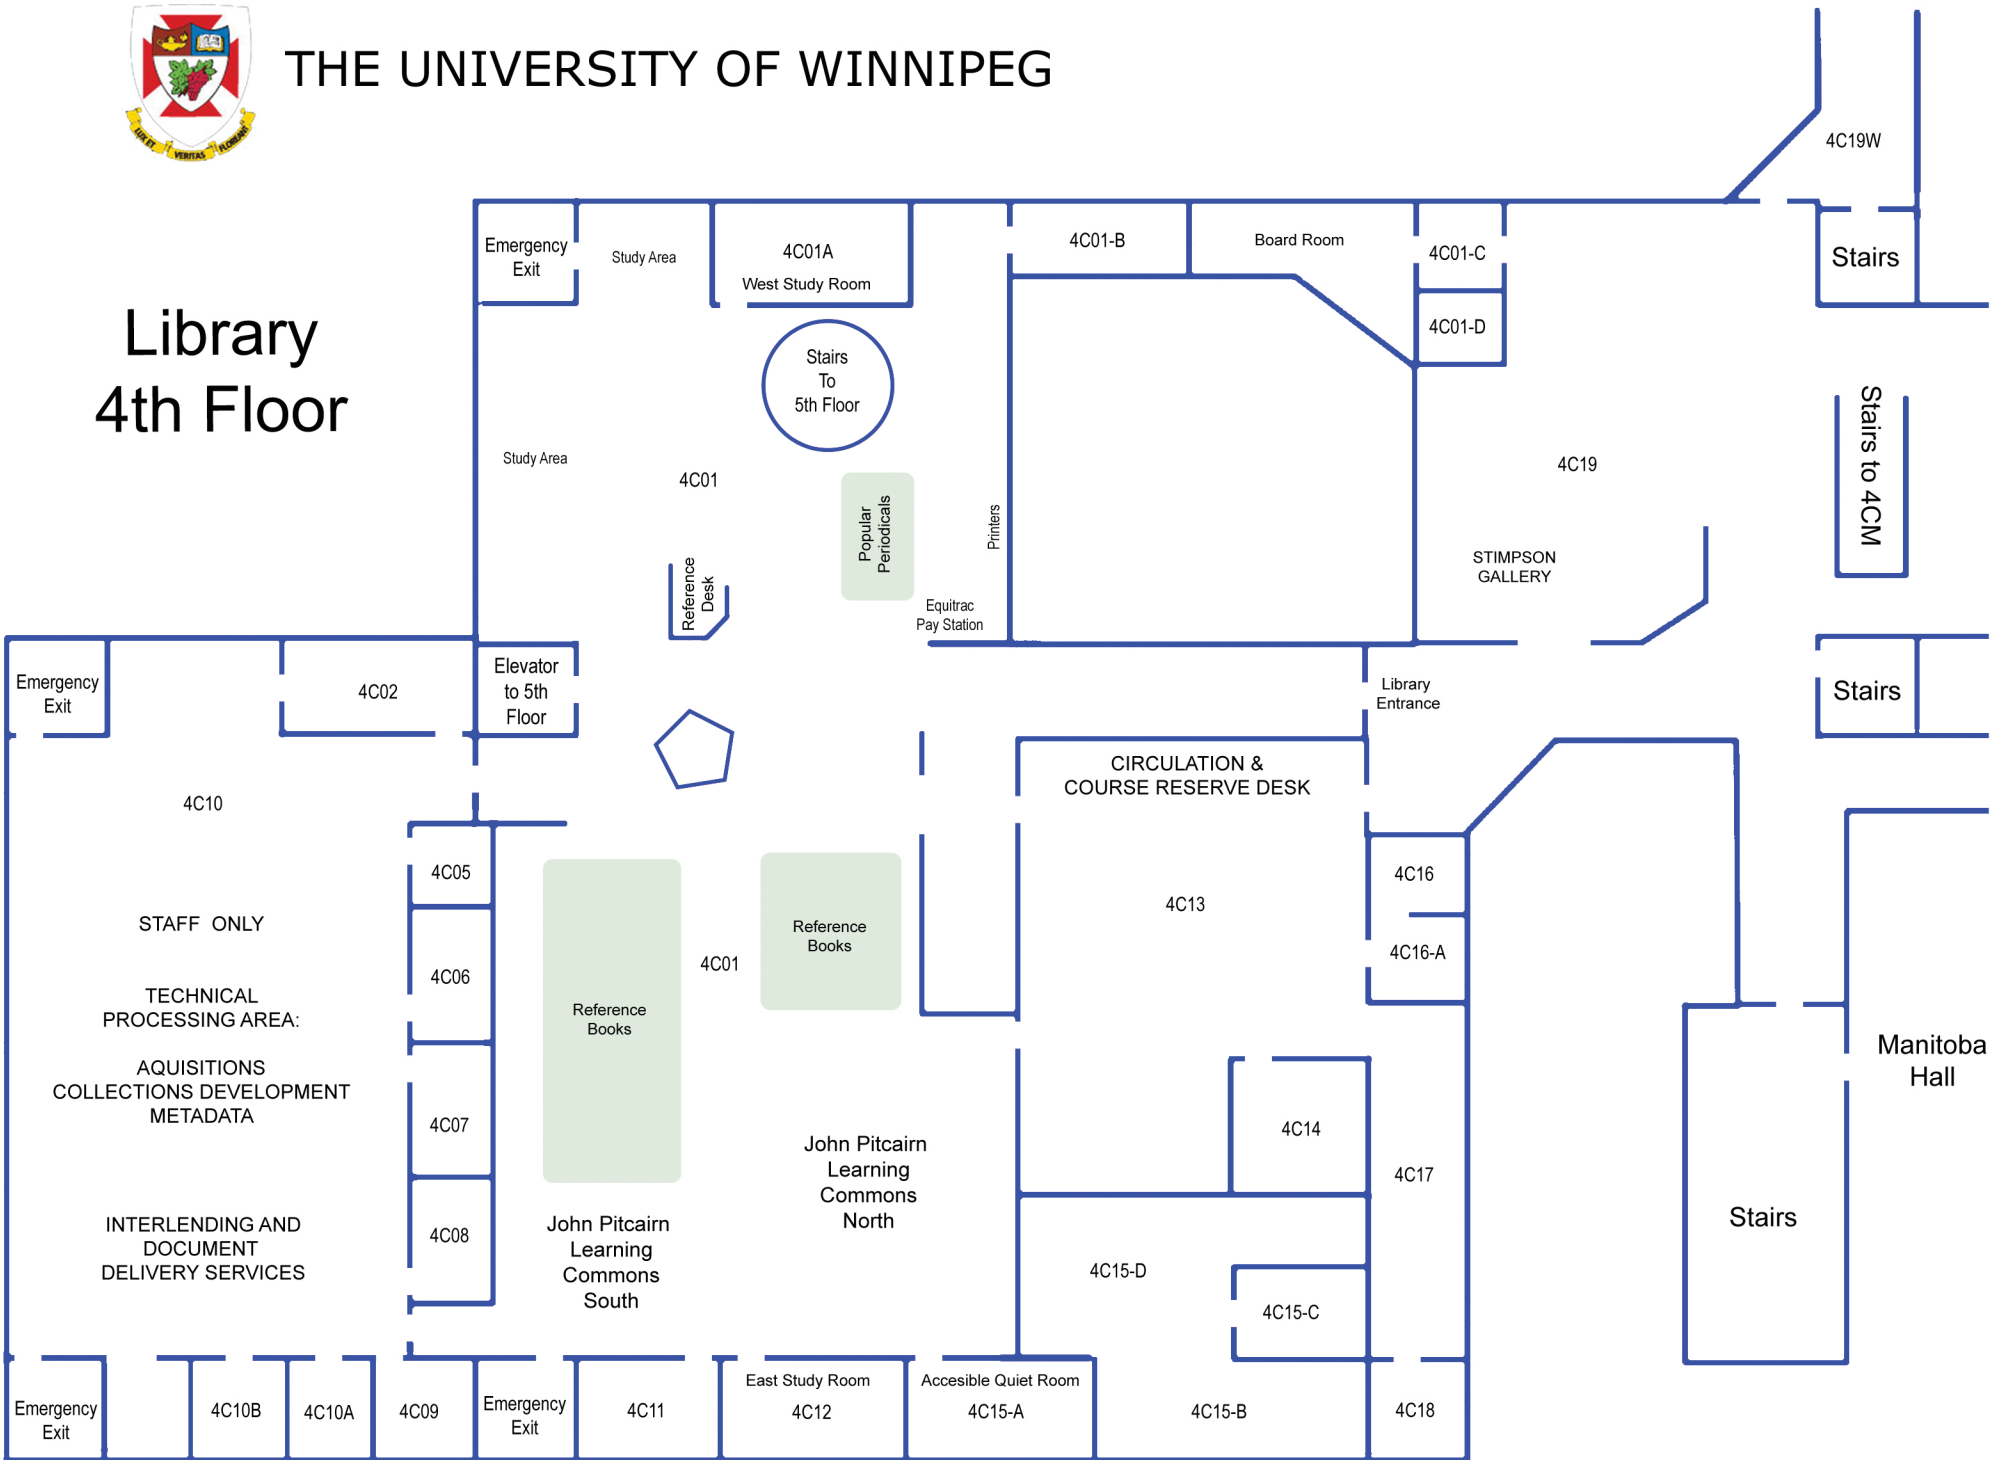 THE UNIVERSITY OF WINNIPEG
LUX ET
VERITAS
FLOREANT
Library
4th Floor
4C19W
Emergency
Exit
Study Area
4C01A
West Study Room
4C01-B
Board Room
4C01-C
4C01-D
Stairs
Stairs
To
5th Floor
Study Area
4C01
Popular
Periodicals
Printers
Reference
Desk
Equitrac
Pay Station
4C19
STIMPSON
GALLERY
Stairs to 4CM
Emergency
Exit
4C02
Elevator
to 5th
Floor
Library
Entrance
Stairs
4C10
STAFF ONLY
TECHNICAL
PROCESSING AREA:
AQUISITIONS
COLLECTIONS DEVELOPMENT
METADATA
INTERLENDING AND
DOCUMENT
DELIVERY SERVICES
4C05
4C06
4C07
4C08
Reference
Books
4C01
Reference
Books
John Pitcairn
Learning
Commons
North
John Pitcairn
Learning
Commons
South
CIRCULATION &
COURSE RESERVE DESK
4C13
4C16
4C16-A
4C14
4C17
4C15-D
4C15-C
Manitoba
Hall
Stairs
Emergency
Exit
4C10B
4C10A
4C09
Emergency
Exit
4C11
East Study Room
4C12
Accesible Quiet Room
4C15-A
4C15-B
4C18